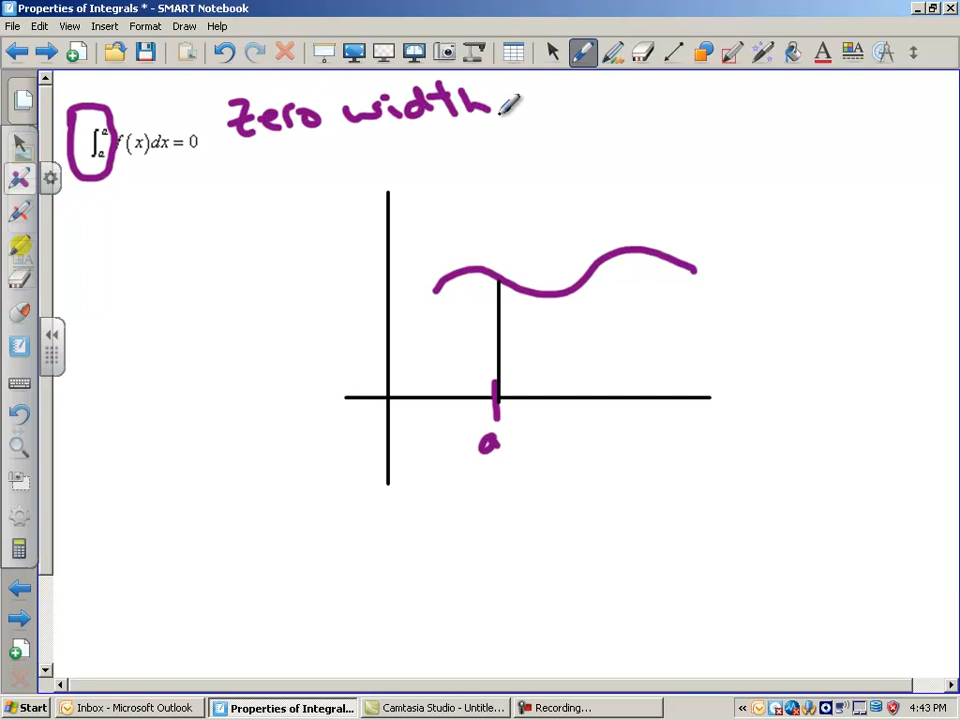 Properties of Integrals * - SMART Notebook
File Edit View Insert Format Draw Help
zero width
∫ₐᵃ f(x)dx = 0
a
Start Inbox - Microsoft Outlook Properties of Integral... Camtasia Studio - Untitle... Recording... « 4:43 PM